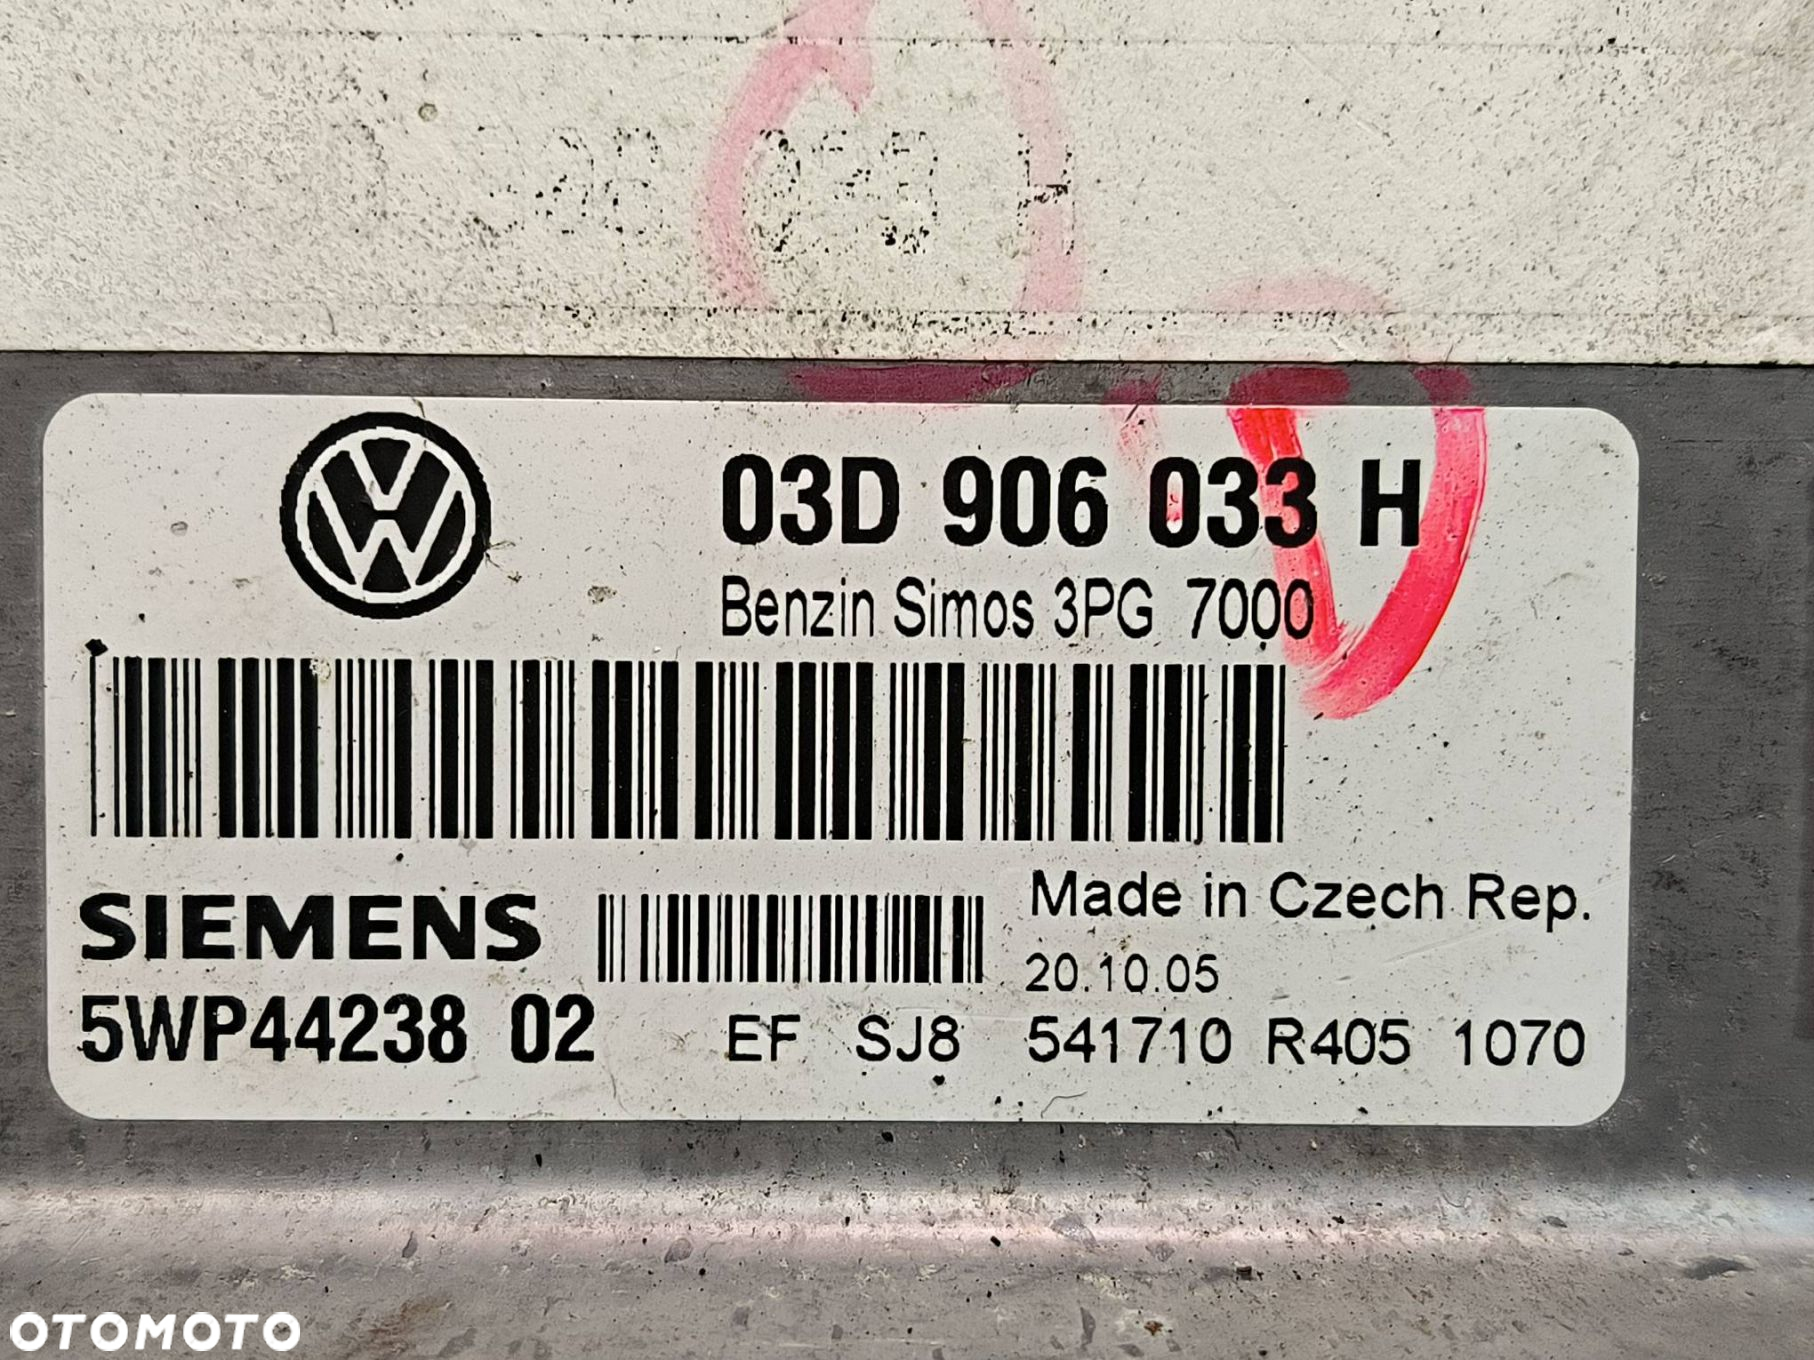 03D 906 033 H
Benzin Simos 3PG 7000
SIEMENS
Made in Czech Rep.
20.10.05
5WP44238 02 EF SJ8 541710 R405 1070
OTOMOTO